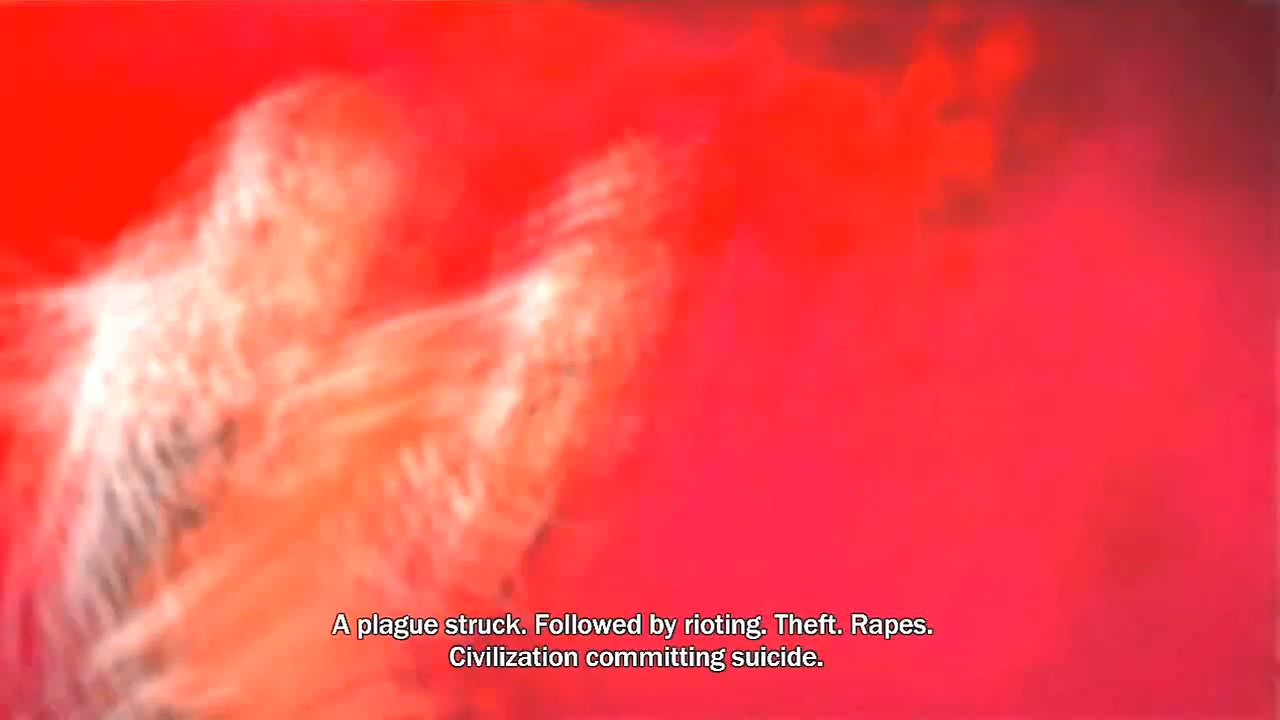 A plague struck. Followed by rioting. Theft. Rapes.
Civilization committing suicide.